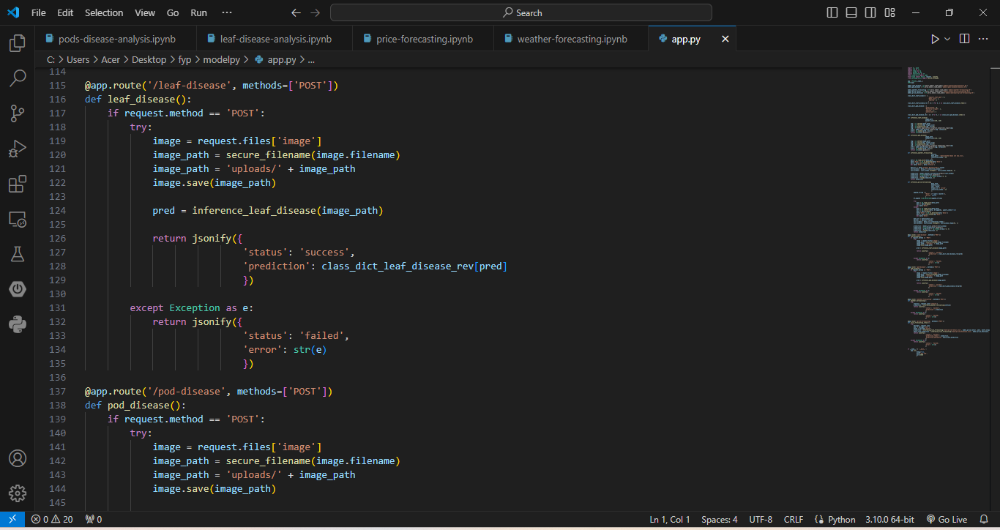 File Edit Selection View Go Run ··· Search
pods-disease-analysis.ipynb leaf-disease-analysis.ipynb price-forecasting.ipynb weather-forecasting.ipynb app.py
C: > Users > Acer > Desktop > fyp > modelpy > app.py > ...
114
115 @app.route('/leaf-disease', methods=['POST'])
116 def leaf_disease():
117 if request.method == 'POST':
118 try:
119 image = request.files['image']
120 image_path = secure_filename(image.filename)
121 image_path = 'uploads/' + image_path
122 image.save(image_path)
123
124 pred = inference_leaf_disease(image_path)
125
126 return jsonify({
127 'status': 'success',
128 'prediction': class_dict_leaf_disease_rev[pred]
129 })
130
131 except Exception as e:
132 return jsonify({
133 'status': 'failed',
134 'error': str(e)
135 })
136
137 @app.route('/pod-disease', methods=['POST'])
138 def pod_disease():
139 if request.method == 'POST':
140 try:
141 image = request.files['image']
142 image_path = secure_filename(image.filename)
143 image_path = 'uploads/' + image_path
144 image.save(image_path)
145
0 20 0 Ln 1, Col 1 Spaces: 4 UTF-8 CRLF Python 3.10.0 64-bit Go Live